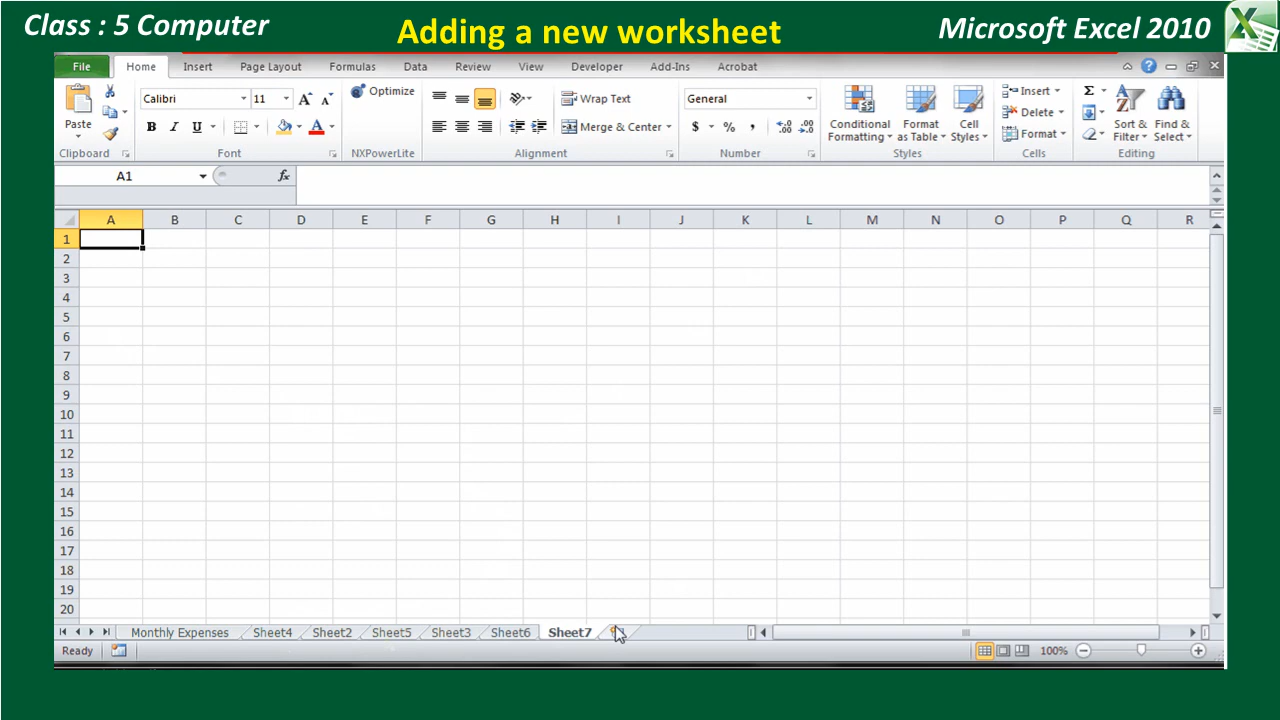 Class : 5 Computer
Adding a new worksheet
Microsoft Excel 2010
File Home Insert Page Layout Formulas Data Review View Developer Add-Ins Acrobat
Calibri 11 Optimize Wrap Text General Insert Σ
Paste B I U A Merge & Center $ % , Conditional Formatting Format as Table Cell Styles Delete Format Sort & Filter Find & Select
Clipboard Font NXPowerLite Alignment Number Styles Cells Editing
A1 fx
A B C D E F G H I J K L M N O P Q R
1
2
3
4
5
6
7
8
9
10
11
12
13
14
15
16
17
18
19
20
Monthly Expenses Sheet4 Sheet2 Sheet5 Sheet3 Sheet6 Sheet7
Ready 100%